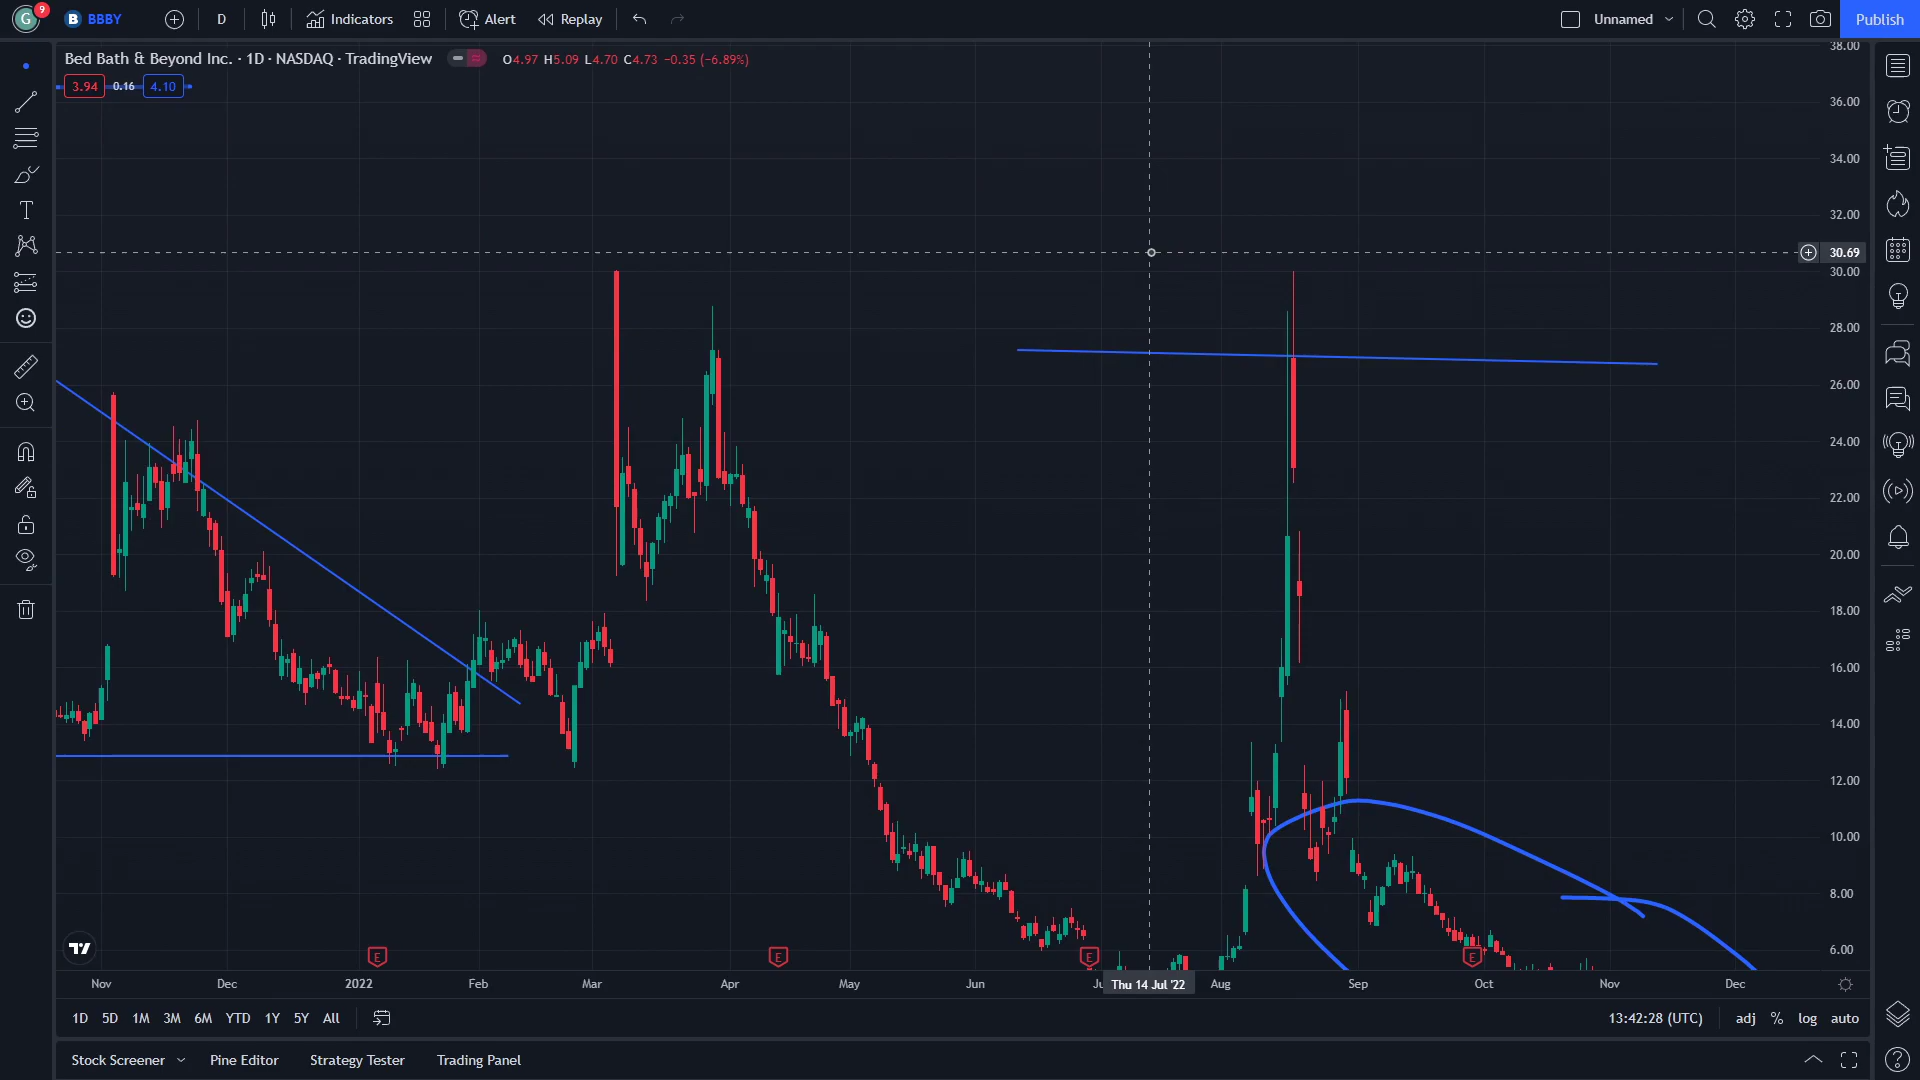 G 9 B BBBY D Indicators Alert Replay Unnamed Publish
Bed Bath & Beyond Inc. · 1D · NASDAQ · TradingView O4.97 H5.09 L4.70 C4.73 −0.35 (−6.89%)
3.94 0.16 4.10
38.00
36.00
34.00
32.00
30.69
30.00
28.00
26.00
24.00
22.00
20.00
18.00
16.00
14.00
12.00
10.00
8.00
6.00
E E E E
Nov Dec 2022 Feb Mar Apr May Jun Thu 14 Jul '22 Aug Sep Oct Nov Dec
1D 5D 1M 3M 6M YTD 1Y 5Y All 13:42:28 (UTC) adj % log auto
Stock Screener Pine Editor Strategy Tester Trading Panel